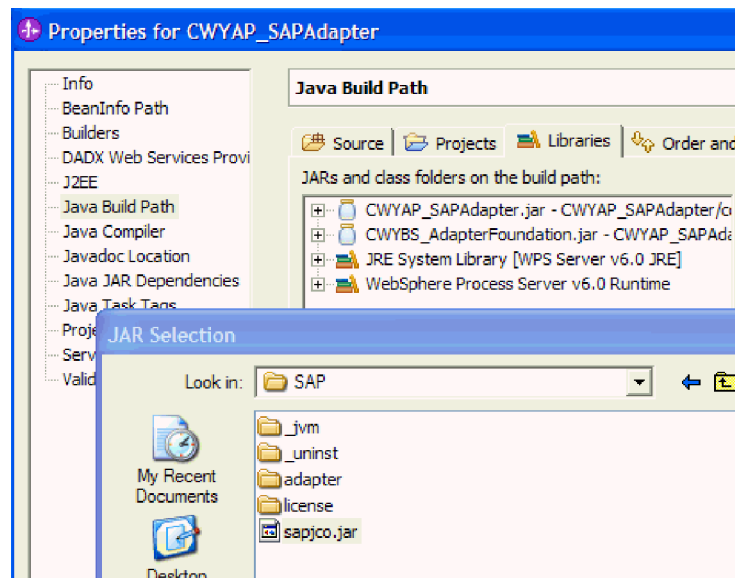 Properties for CWYAP_SAPAdapter
Info
BeanInfo Path
Builders
DADX Web Services Provi
J2EE
Java Build Path
Java Compiler
Javadoc Location
Java JAR Dependencies
Java Task Tags
Proje
Serv
Valid
Java Build Path
Source Projects Libraries Order and
JARs and class folders on the build path:
CWYAP_SAPAdapter.jar - CWYAP_SAPAdapter/co
CWYBS_AdapterFoundation.jar - CWYAP_SAPAda
JRE System Library [WPS Server v6.0 JRE]
WebSphere Process Server v6.0 Runtime
JAR Selection
Look in: SAP
My Recent
Documents
Desktop
_jvm
_uninst
adapter
license
sapjco.jar